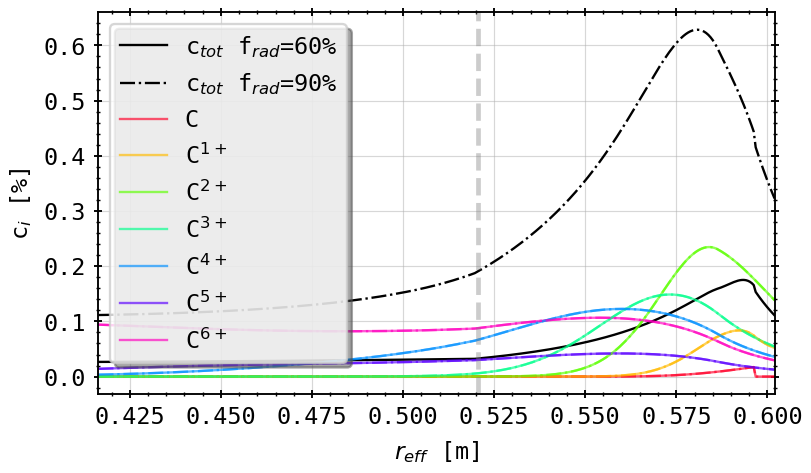 0.6
0.5
0.4
0.3
0.2
0.1
0.0
c_i [%]
c_tot f_rad=60%
c_tot f_rad=90%
C
C^1+
C^2+
C^3+
C^4+
C^5+
C^6+
0.425 0.450 0.475 0.500 0.525 0.550 0.575 0.600
r_eff [m]